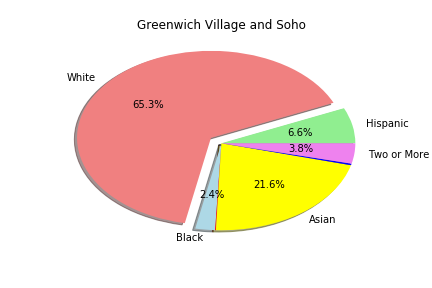 Greenwich Village and Soho
White
65.3%
Hispanic
6.6%
3.8%
Two or More
21.6%
2.4%
Asian
Black